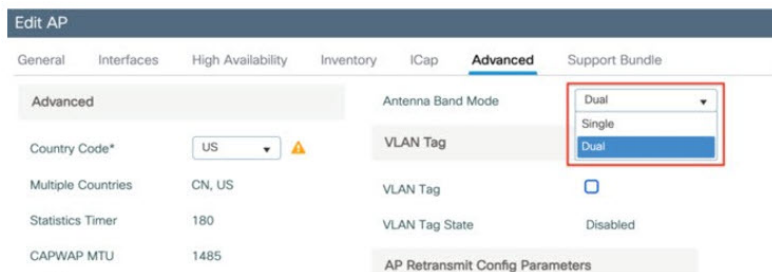 Edit AP
General Interfaces High Availability Inventory ICap Advanced Support Bundle
Advanced
Country Code* US
Multiple Countries CN, US
Statistics Timer 180
CAPWAP MTU 1485
Antenna Band Mode Dual
Single
Dual
VLAN Tag
VLAN Tag
VLAN Tag State Disabled
AP Retransmit Config Parameters